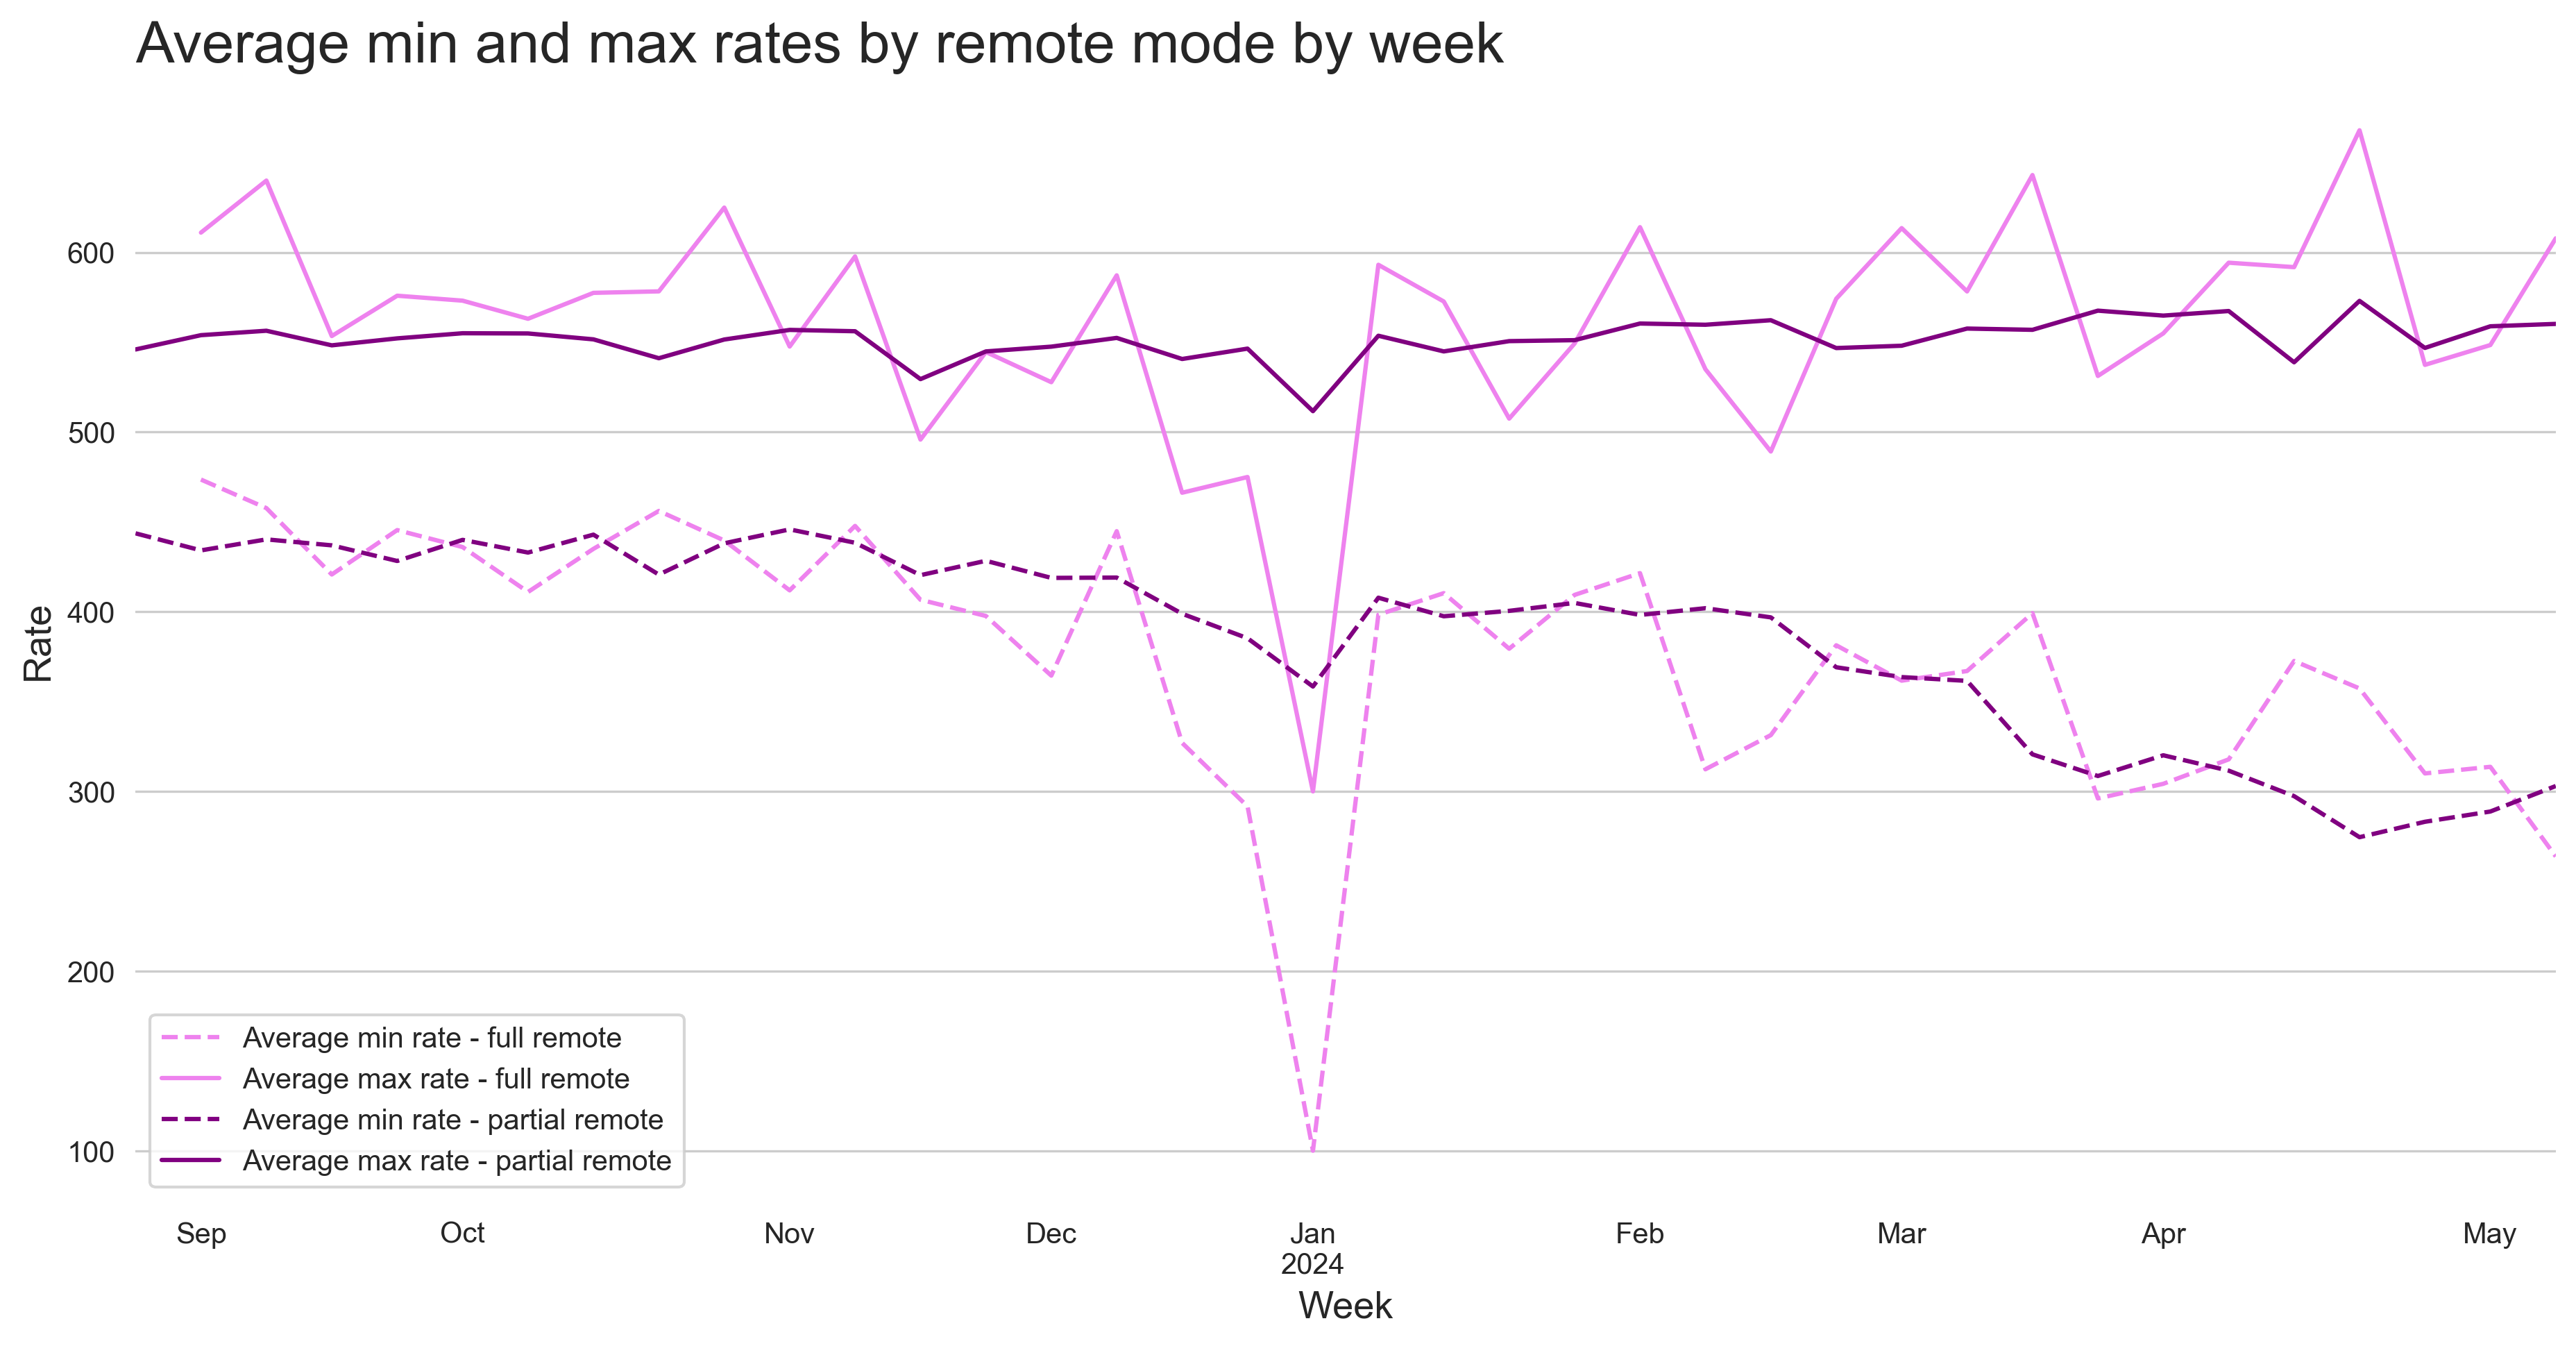 Average min and max rates by remote mode by week
600
500
400
300
200
100
Rate
Average min rate - full remote
Average max rate - full remote
Average min rate - partial remote
Average max rate - partial remote
Sep Oct Nov Dec Jan Feb Mar Apr May
2024
Week